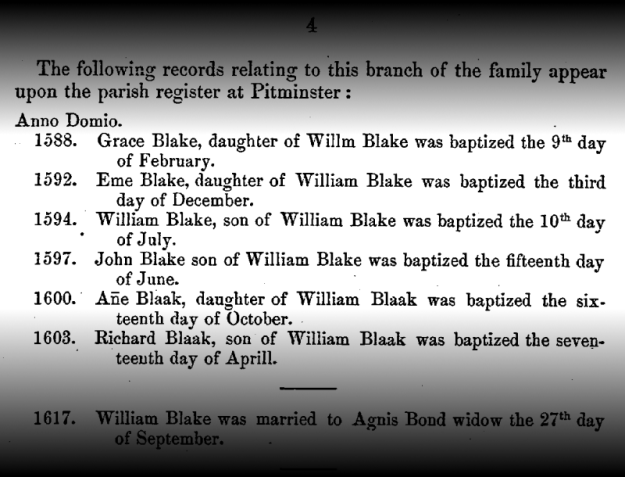 4
The following records relating to this branch of the family appear
upon the parish register at Pitminster :
Anno Domio.
1588. Grace Blake, daughter of Willm Blake was baptized the 9th day
of February.
1592. Eme Blake, daughter of William Blake was baptized the third
day of December.
1594. William Blake, son of William Blake was baptized the 10th day
of July.
1597. John Blake son of William Blake was baptized the fifteenth day
of June.
1600. An̄e Blaak, daughter of William Blaak was baptized the six-
teenth day of October.
1603. Richard Blaak, son of William Blaak was baptized the seven-
teenth day of Aprill.
1617. William Blake was married to Agnis Bond widow the 27th day
of September.